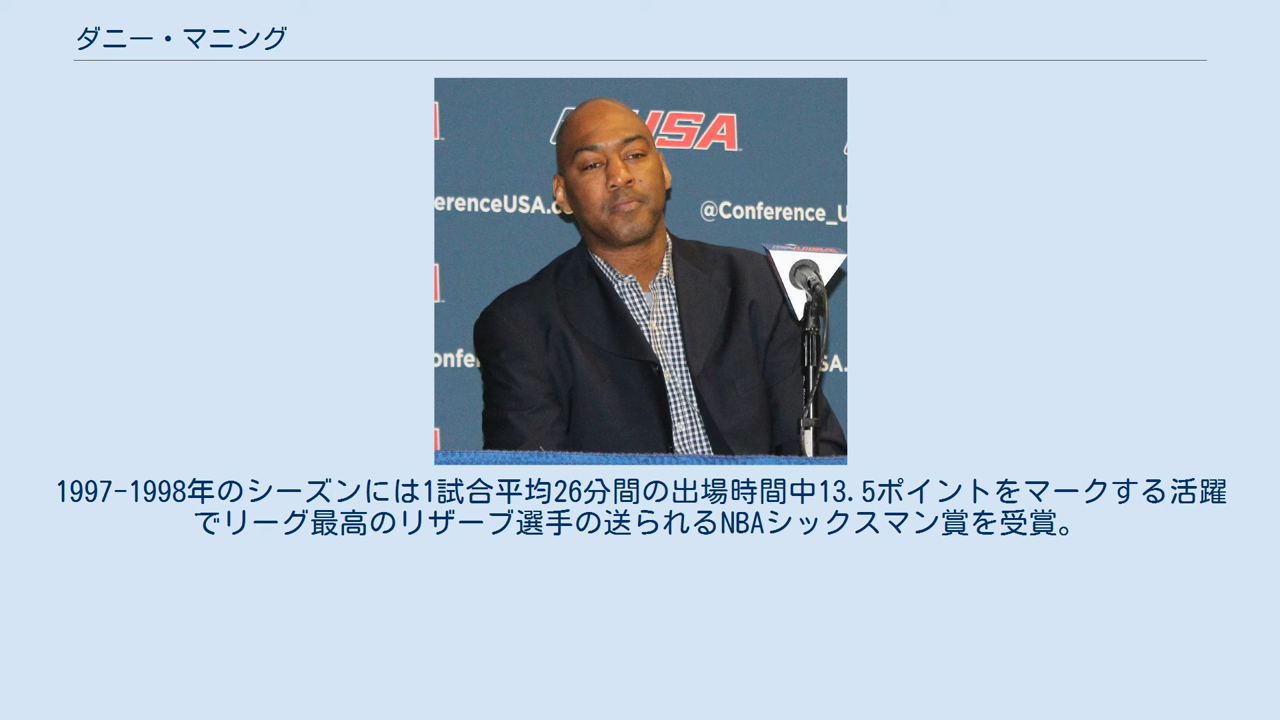 ダニー・マニング
USA
erenceUSA.c
@Conference_U
onfe
SA.
1997-1998年のシーズンには1試合平均26分間の出場時間中13.5ポイントをマークする活躍
でリーグ最高のリザーブ選手の送られるNBAシックスマン賞を受賞。